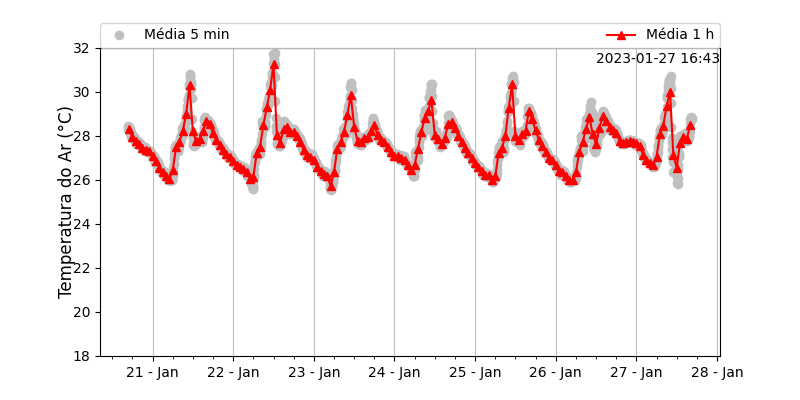 Média 5 min
Média 1 h
2023-01-27 16:43
Temperatura do Ar (°C)
32
30
28
26
24
22
20
18
21 - Jan
22 - Jan
23 - Jan
24 - Jan
25 - Jan
26 - Jan
27 - Jan
28 - Jan